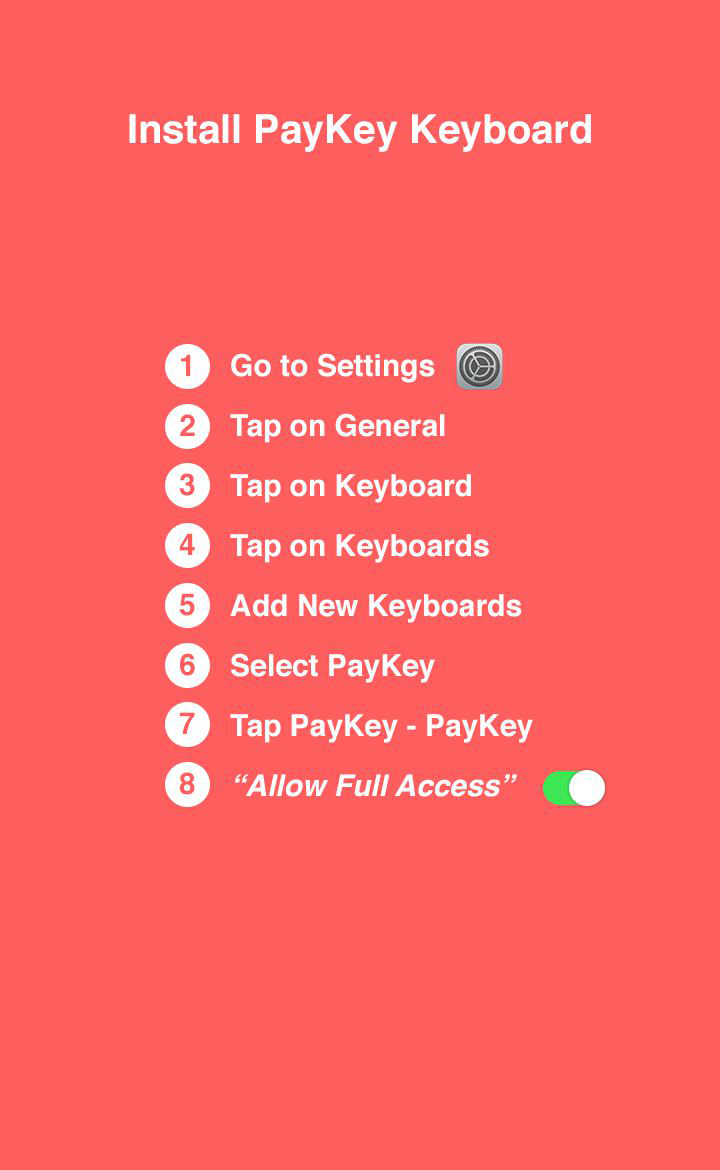 Install PayKey Keyboard
1 Go to Settings
2 Tap on General
3 Tap on Keyboard
4 Tap on Keyboards
5 Add New Keyboards
6 Select PayKey
7 Tap PayKey - PayKey
8 “Allow Full Access”